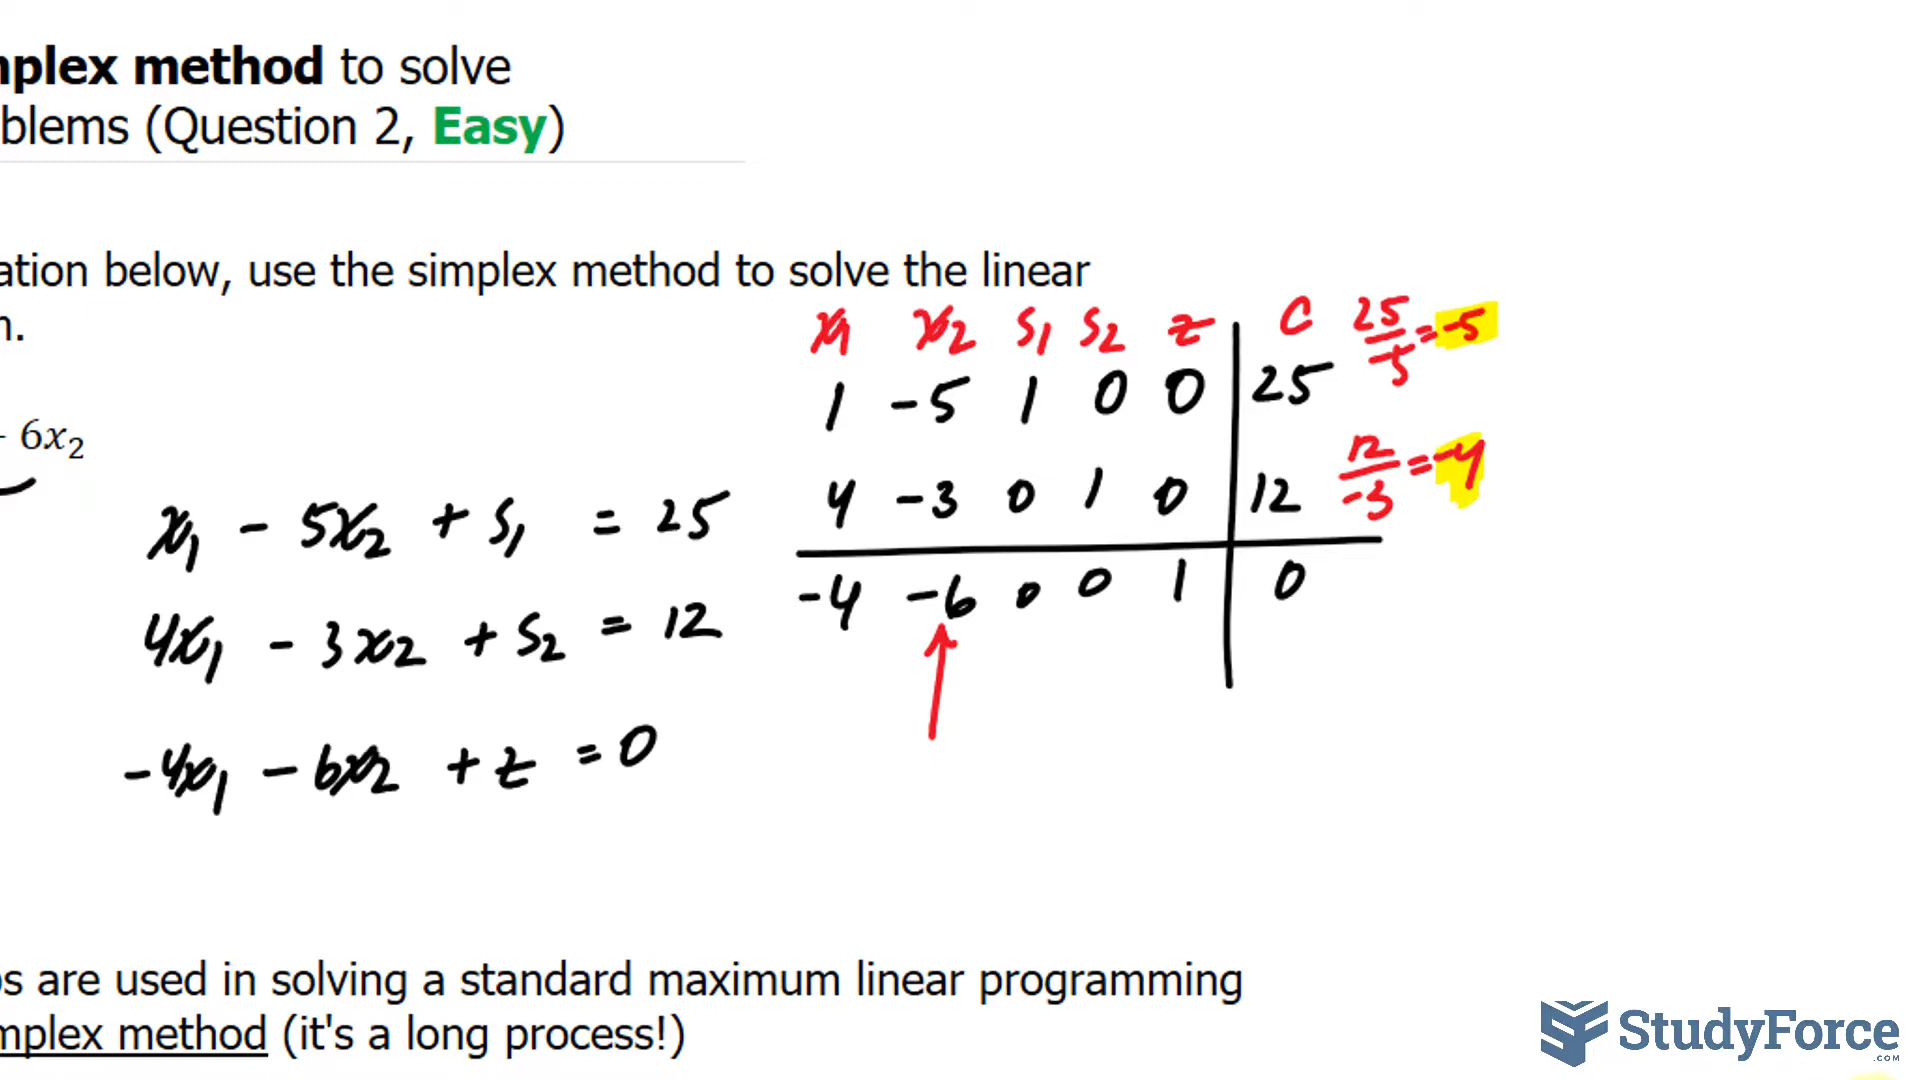 mplex method to solve
blems (Question 2, Easy)
ation below, use the simplex method to solve the linear
n.
- 6x₂
x₁ - 5x₂ + s₁ = 25
4x₁ - 3x₂ + s₂ = 12
-4x₁ - 6x₂ + z = 0
x₁ x₂ s₁ s₂ z C 25/-5 = -5
1 -5 1 0 0 25
4 -3 0 1 0 12 12/-3 = -4
-4 -6 0 0 1 0
os are used in solving a standard maximum linear programming
mplex method (it's a long process!)
StudyForce
.COM